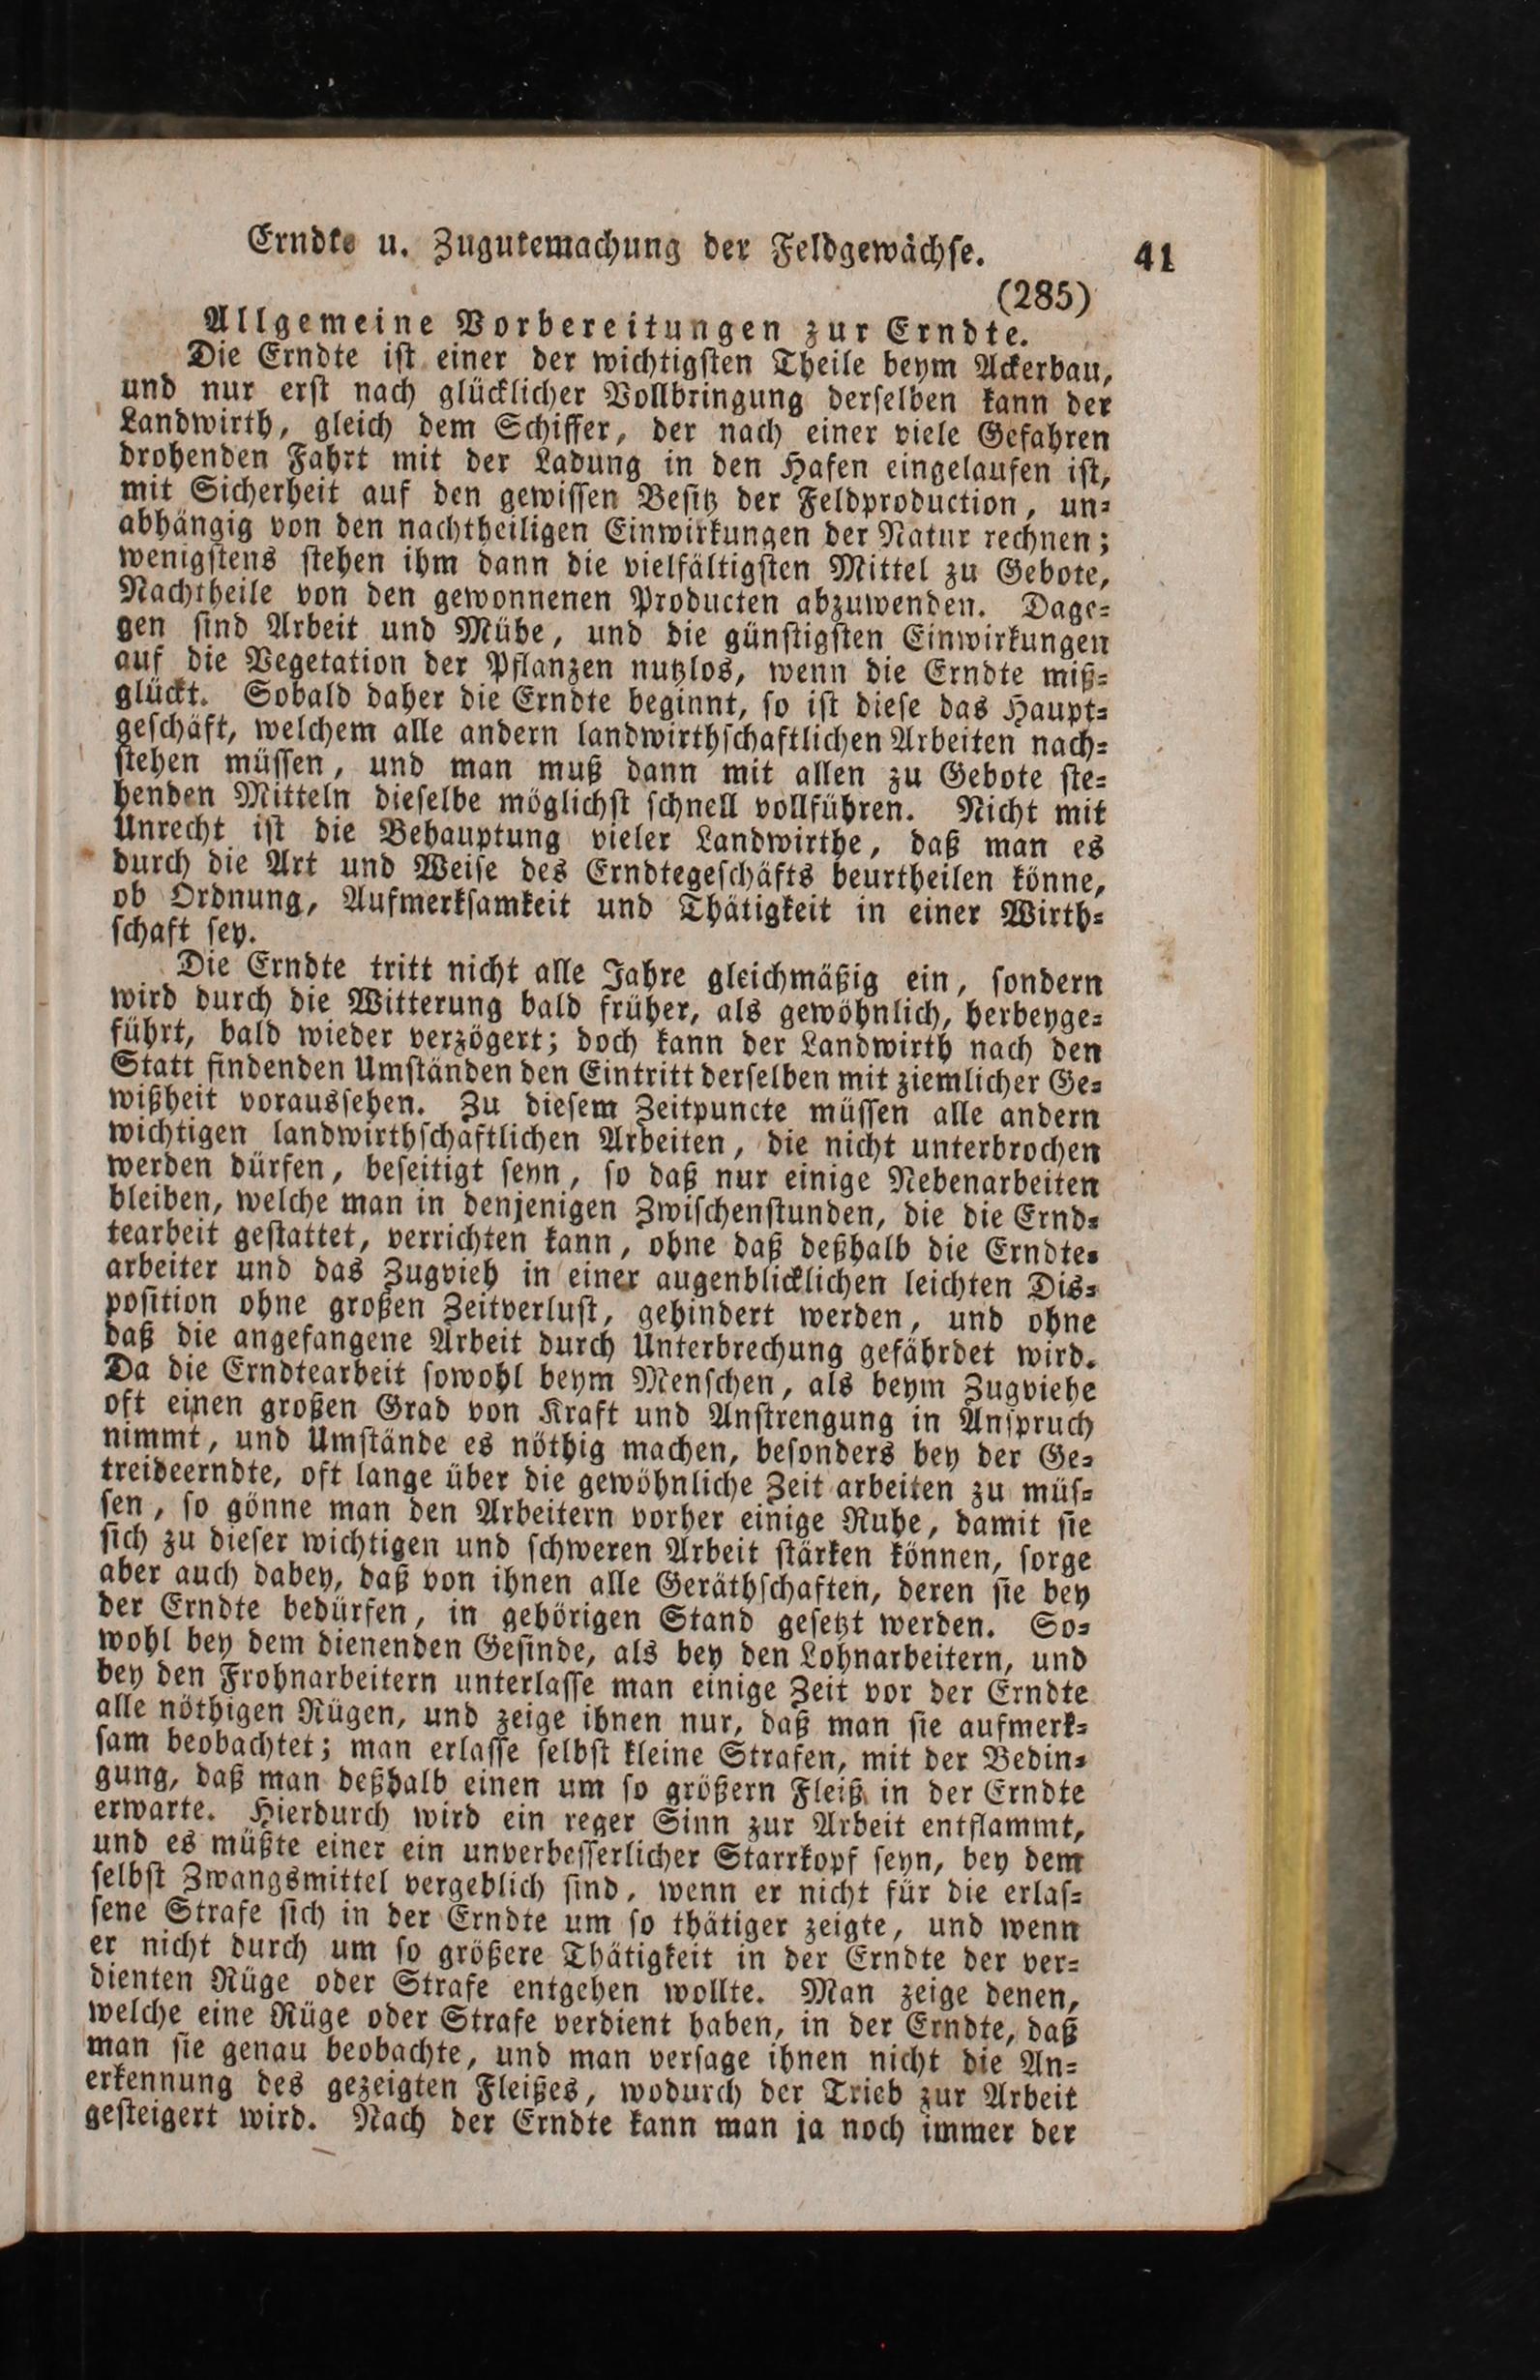 Erndte u. Zugutemachung der Feldgewächse. 41
(285)
Allgemeine Vorbereitungen zur Erndte.
Die Erndte iſt einer der wichtigſten Theile beym Ackerbau,
und nur erſt nach glücklicher Vollbringung derſelben kann der
Landwirth, gleich dem Schiffer, der nach einer viele Gefahren
drohenden Fahrt mit der Ladung in den Hafen eingelaufen iſt,
mit Sicherheit auf den gewiſſen Beſitz der Feldproduction, un⸗
abhängig von den nachtheiligen Einwirkungen der Natur rechnen;
wenigſtens ſtehen ihm dann die vielfältigſten Mittel zu Gebote,
Nachtheile von den gewonnenen Producten abzuwenden. Dage⸗
gen ſind Arbeit und Mühe, und die günſtigſten Einwirkungen
auf die Vegetation der Pflanzen nutzlos, wenn die Erndte miß⸗
glückt. Sobald daher die Erndte beginnt, ſo iſt dieſe das Haupt⸗
geſchäft, welchem alle andern landwirthſchaftlichen Arbeiten nach⸗
ſtehen müſſen, und man muß dann mit allen zu Gebote ſte⸗
henden Mitteln dieſelbe möglichſt ſchnell vollführen. Nicht mit
Unrecht iſt die Behauptung vieler Landwirthe, daß man es
durch die Art und Weiſe des Erndtegeſchäfts beurtheilen könne,
ob Ordnung, Aufmerkſamkeit und Thätigkeit in einer Wirth⸗
ſchaft ſey.
Die Erndte tritt nicht alle Jahre gleichmäßig ein, ſondern
wird durch die Witterung bald früher, als gewöhnlich, herbeyge⸗
führt, bald wieder verzögert; doch kann der Landwirth nach den
Statt findenden Umſtänden den Eintritt derſelben mit ziemlicher Ge⸗
wißheit vorausſehen. Zu dieſem Zeitpuncte müſſen alle andern
wichtigen landwirthſchaftlichen Arbeiten, die nicht unterbrochen
werden dürfen, beſeitigt ſeyn, ſo daß nur einige Nebenarbeiten
bleiben, welche man in denjenigen Zwiſchenſtunden, die die Ernd⸗
tearbeit geſtattet, verrichten kann, ohne daß deßhalb die Erndte⸗
arbeiter und das Zugvieh in einer augenblicklichen leichten Dis⸗
poſition ohne großen Zeitverluſt, gehindert werden, und ohne
daß die angefangene Arbeit durch Unterbrechung gefährdet wird.
Da die Erndtearbeit ſowohl beym Menſchen, als beym Zugviehe
oft einen großen Grad von Kraft und Anſtrengung in Anſpruch
nimmt, und Umſtände es nöthig machen, beſonders bey der Ge⸗
treideerndte, oft lange über die gewöhnliche Zeit arbeiten zu müſ⸗
ſen, ſo gönne man den Arbeitern vorher einige Ruhe, damit ſie
ſich zu dieſer wichtigen und ſchweren Arbeit ſtärken können, ſorge
aber auch dabey, daß von ihnen alle Geräthſchaften, deren ſie bey
der Erndte bedürfen, in gehörigen Stand geſetzt werden. So⸗
wohl bey dem dienenden Geſinde, als bey den Lohnarbeitern, und
bey den Frohnarbeitern unterlaſſe man einige Zeit vor der Erndte
alle nöthigen Rügen, und zeige ihnen nur, daß man ſie aufmerk⸗
ſam beobachtet; man erlaſſe ſelbſt kleine Strafen, mit der Bedin⸗
gung, daß man deßhalb einen um ſo größern Fleiß in der Erndte
erwarte. Hierdurch wird ein reger Sinn zur Arbeit entflammt,
und es müßte einer ein unverbeſſerlicher Starrkopf ſeyn, bey dem
ſelbſt Zwangsmittel vergeblich ſind, wenn er nicht für die erlaſ⸗
ſene Strafe ſich in der Erndte um ſo thätiger zeigte, und wenn
er nicht durch um ſo größere Thätigkeit in der Erndte der ver⸗
dienten Rüge oder Strafe entgehen wollte. Man zeige denen,
welche eine Rüge oder Strafe verdient haben, in der Erndte, daß
man ſie genau beobachte, und man verſage ihnen nicht die An⸗
erkennung des gezeigten Fleißes, wodurch der Trieb zur Arbeit
geſteigert wird. Nach der Erndte kann man ja noch immer der